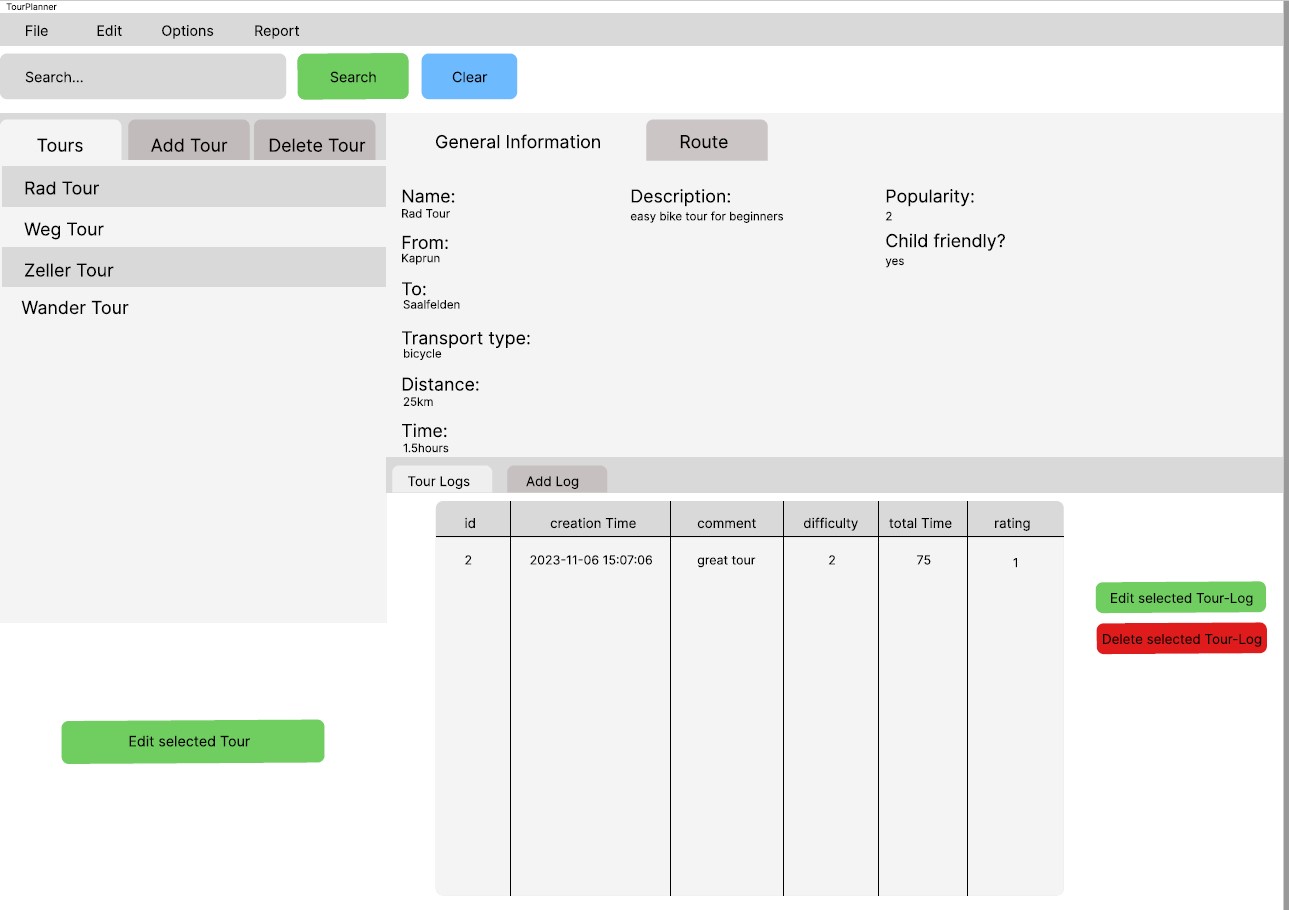 TourPlanner
File Edit Options Report
Search... Search Clear
Tours Add Tour Delete Tour
Rad Tour
Weg Tour
Zeller Tour
Wander Tour
Edit selected Tour
General Information Route
Name:
Rad Tour
From:
Kaprun
To:
Saalfelden
Transport type:
bicycle
Distance:
25km
Time:
1.5hours
Description:
easy bike tour for beginners
Popularity:
2
Child friendly?
yes
Tour Logs Add Log
id creation Time comment difficulty total Time rating
2 2023-11-06 15:07:06 great tour 2 75 1
Edit selected Tour-Log
Delete selected Tour-Log